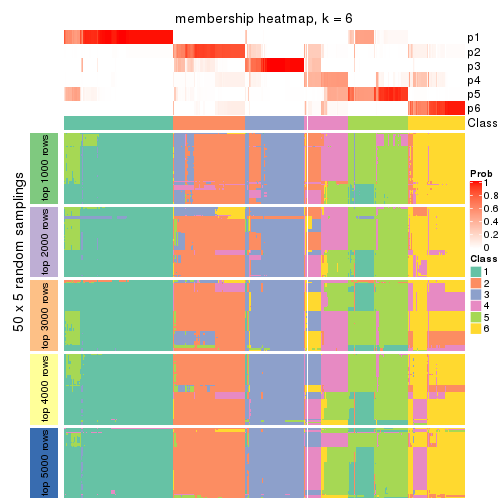 membership heatmap, k = 6
p1
p2
p3
p4
p5
p6
Class
50 x 5 random samplings
top 1000 rows
top 2000 rows
top 3000 rows
top 4000 rows
top 5000 rows
Prob
1
0.8
0.6
0.4
0.2
0
Class
1
2
3
4
5
6